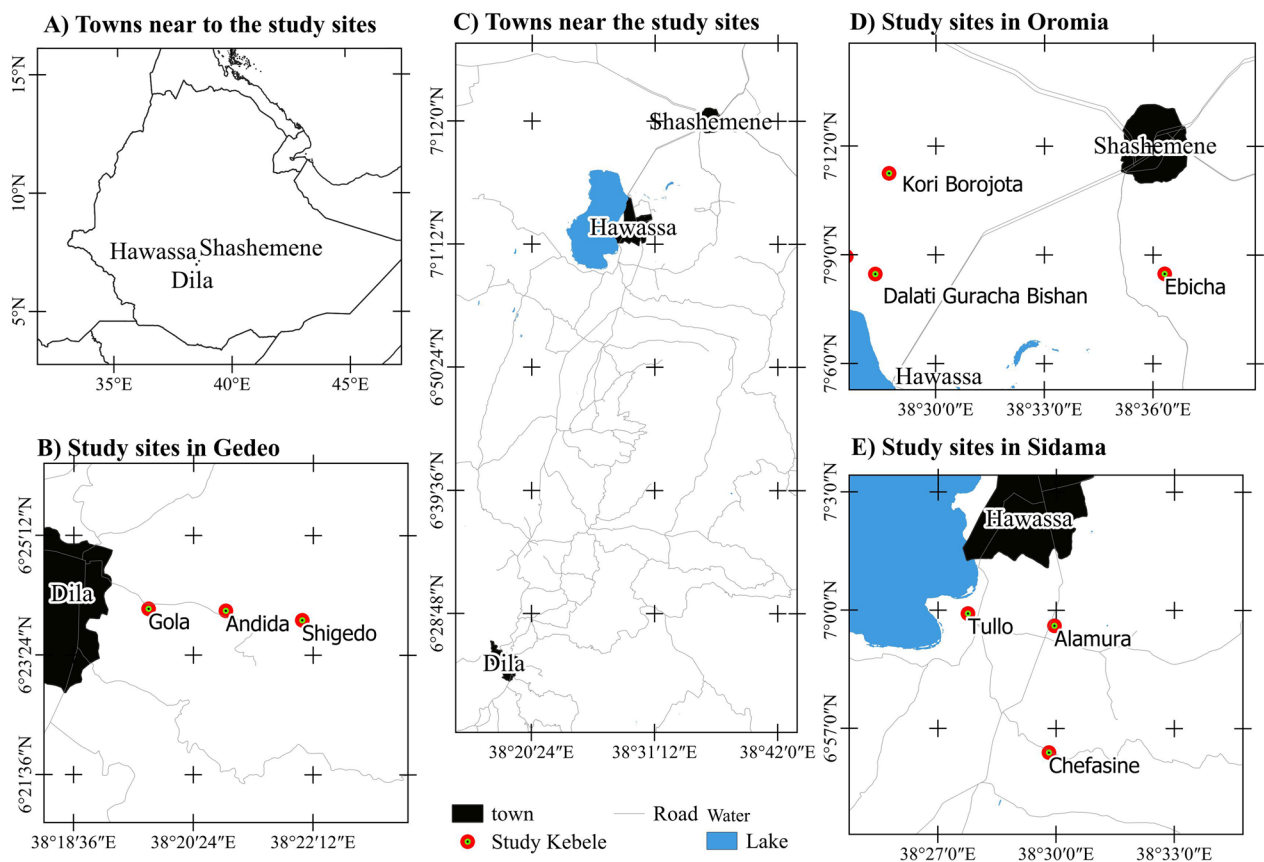 A) Towns near to the study sites
15°N
10°N
5°N
Hawassa
Shashemene
Dila
35°E
40°E
45°E
B) Study sites in Gedeo
6°25′12″N
6°23′24″N
6°21′36″N
Dila
Gola
Andida
Shigedo
38°18′36″E
38°20′24″E
38°22′12″E
C) Towns near the study sites
7°12′0″N
7°1′12″N
6°50′24″N
6°39′36″N
6°28′48″N
Shashemene
Hawassa
Dila
38°20′24″E
38°31′12″E
38°42′0″E
town
Road
Water
Study Kebele
Lake
D) Study sites in Oromia
7°12′0″N
7°9′0″N
7°6′0″N
Shashemene
Kori Borojota
Dalati Guracha Bishan
Ebicha
Hawassa
38°30′0″E
38°33′0″E
38°36′0″E
E) Study sites in Sidama
7°3′0″N
7°0′0″N
6°57′0″N
Hawassa
Tullo
Alamura
Chefasine
38°27′0″E
38°30′0″E
38°33′0″E